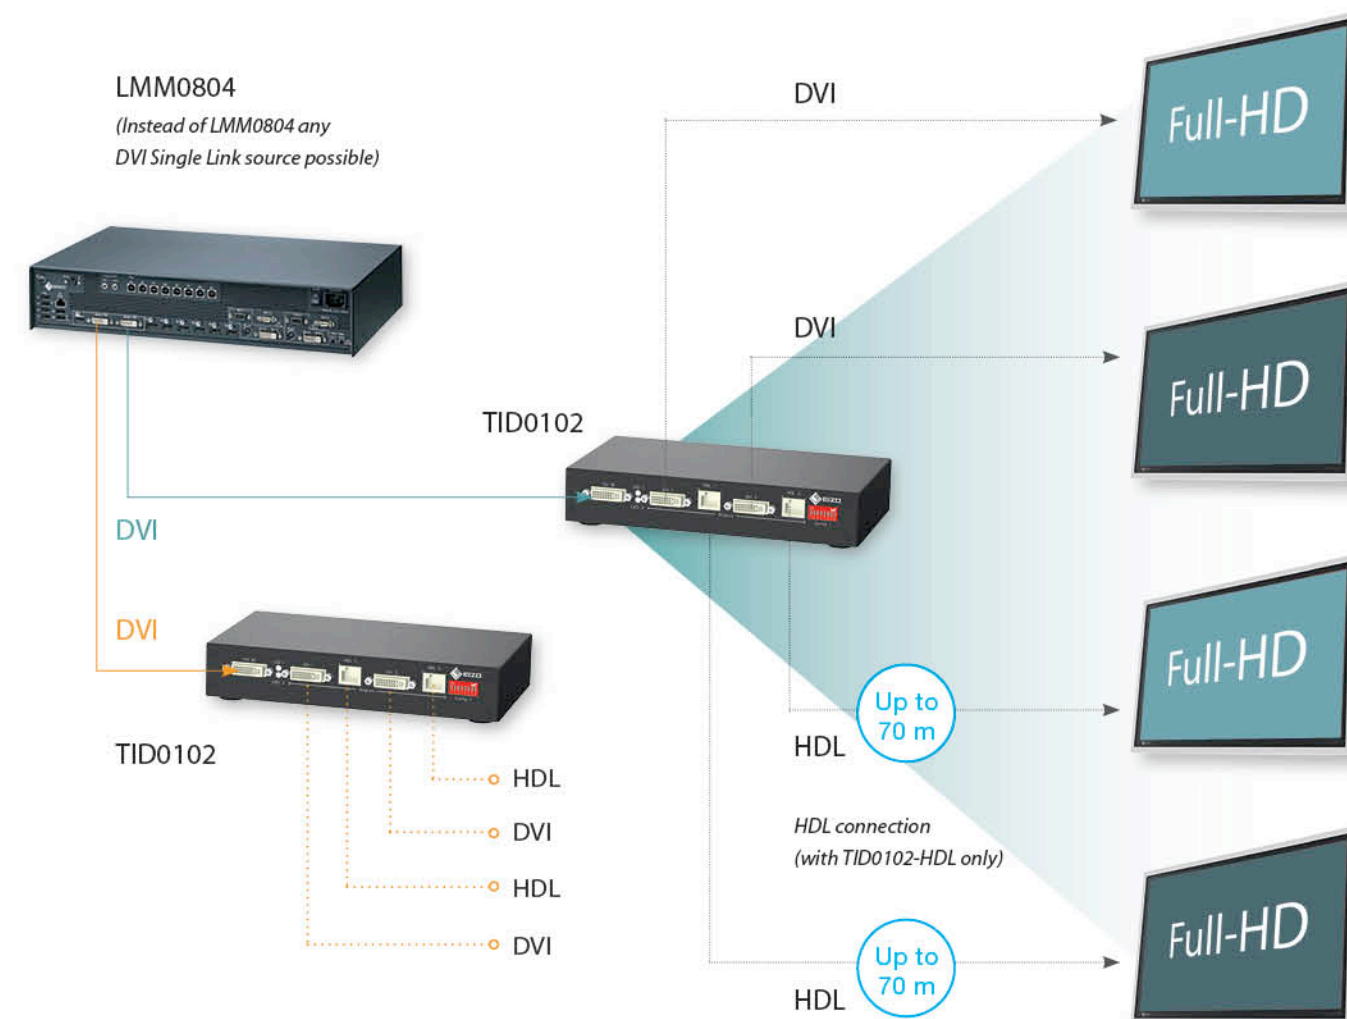 LMM0804
(Instead of LMM0804 any
DVI Single Link source possible)
DVI
Full-HD
DVI
Full-HD
TID0102
EIZO
DVI
DVI
EIZO
TID0102
HDL
DVI
HDL
DVI
Up to
70 m
HDL
Full-HD
HDL connection
(with TID0102-HDL only)
Up to
70 m
HDL
Full-HD